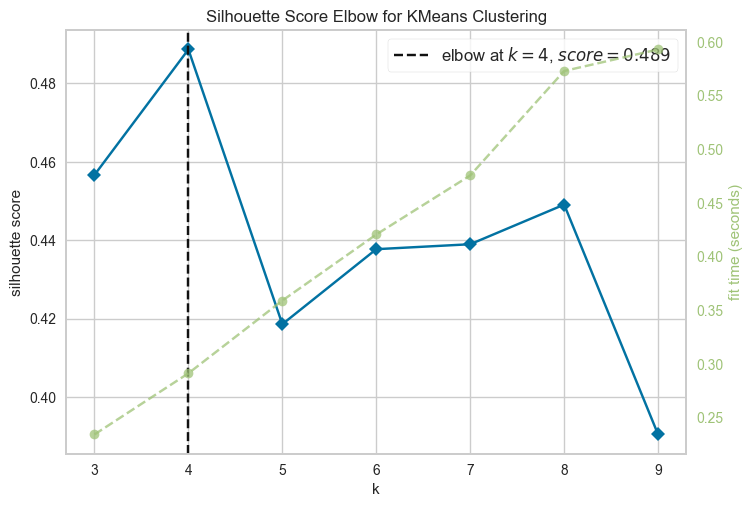 Silhouette Score Elbow for KMeans Clustering
elbow at k = 4, score = 0.489
silhouette score
0.48
0.46
0.44
0.42
0.40
3 4 5 6 7 8 9
k
0.60
0.55
0.50
0.45
0.40
0.35
0.30
0.25
fit time (seconds)